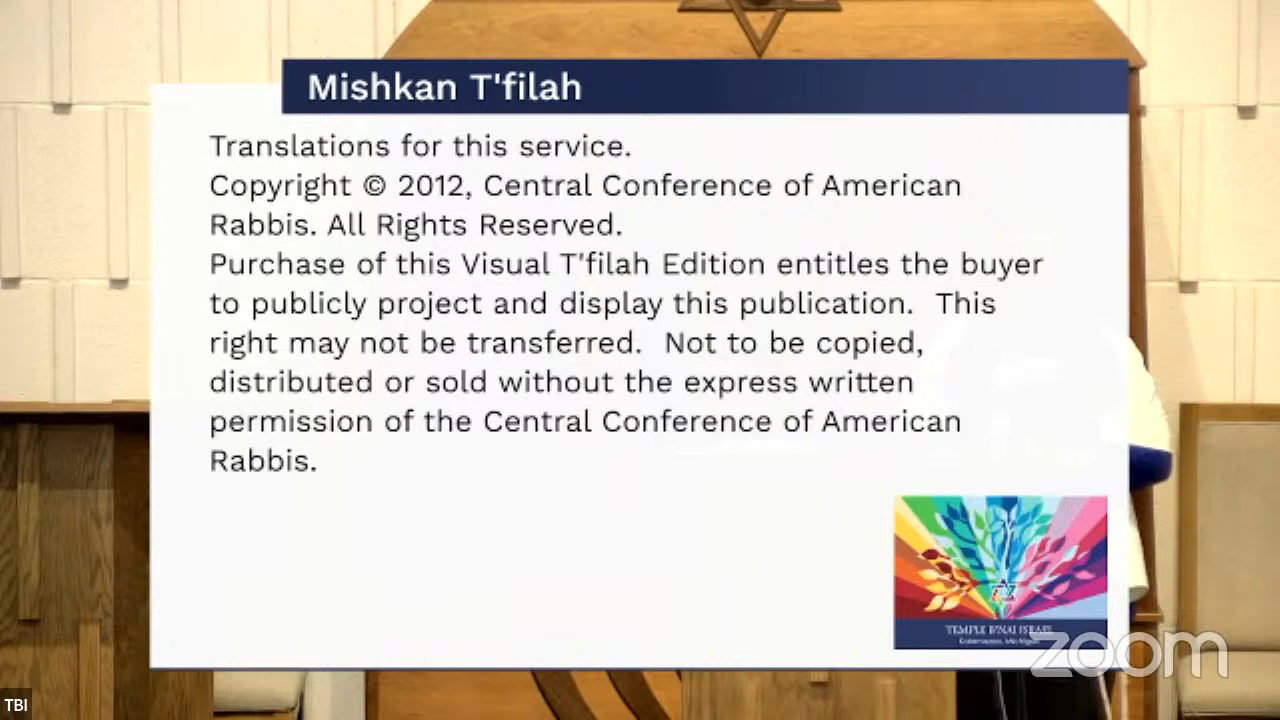 Mishkan T'filah
Translations for this service.
Copyright © 2012, Central Conference of American
Rabbis. All Rights Reserved.
Purchase of this Visual T'filah Edition entitles the buyer
to publicly project and display this publication.  This
right may not be transferred.  Not to be copied,
distributed or sold without the express written
permission of the Central Conference of American
Rabbis.
TEMPLE B'NAI ISRAEL
zoom
TBI